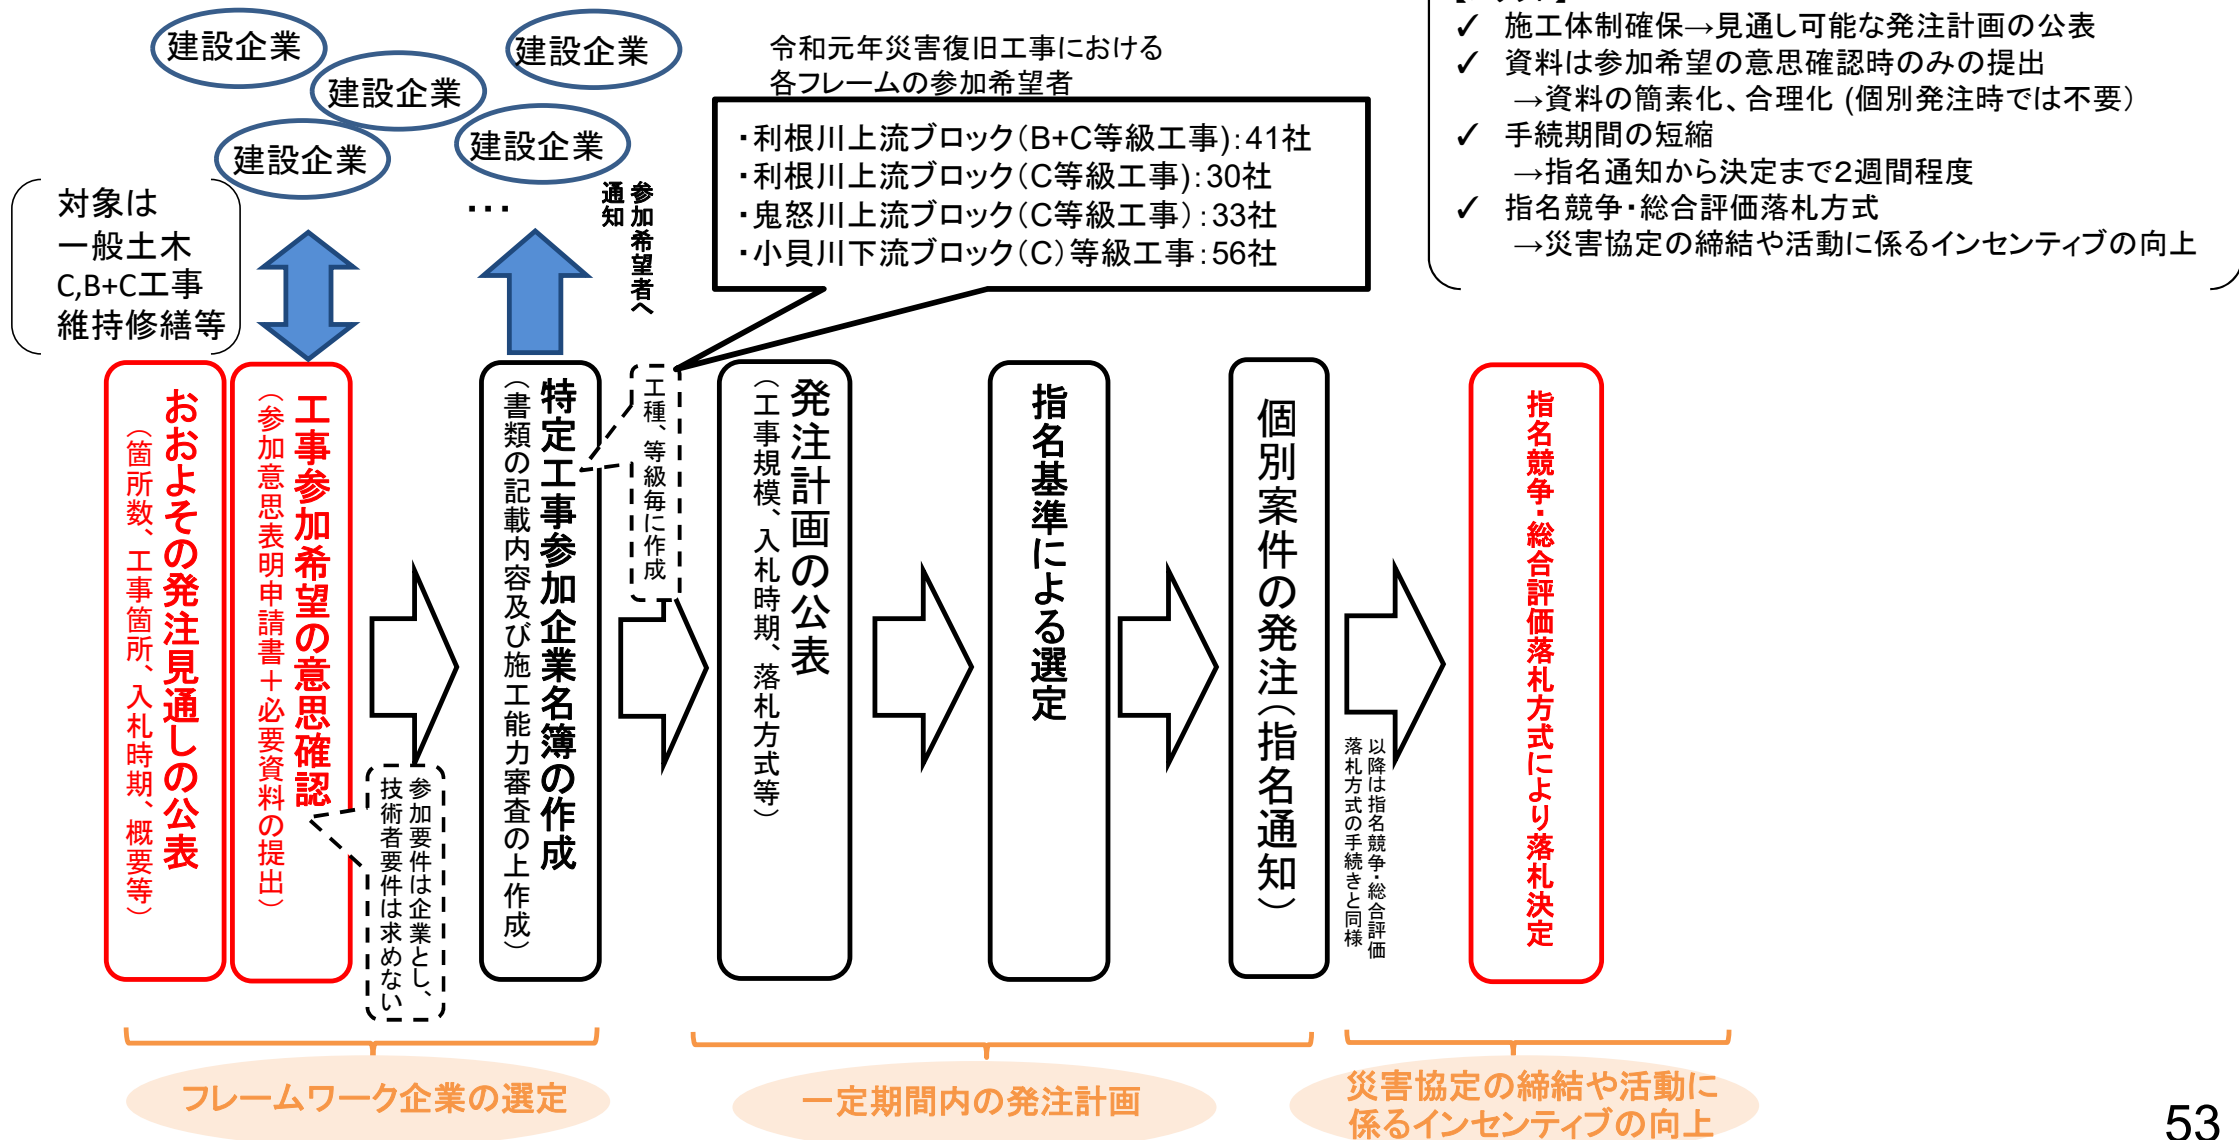 建設企業
建設企業
建設企業
建設企業
建設企業
…
対象は
一般土木
C,B+C工事
維持修繕等
参加希望者へ
通知
令和元年災害復旧工事における
各フレームの参加希望者
・利根川上流ブロック（B+C等級工事）：41社
・利根川上流ブロック（C等級工事）：30社
・鬼怒川上流ブロック（C等級工事）：33社
・小貝川下流ブロック（C）等級工事：56社
✓ 施工体制確保→見通し可能な発注計画の公表
✓ 資料は参加希望の意思確認時のみの提出
→資料の簡素化、合理化 (個別発注時では不要）
✓ 手続期間の短縮
→指名通知から決定まで２週間程度
✓ 指名競争・総合評価落札方式
→災害協定の締結や活動に係るインセンティブの向上
おおよその発注見通しの公表
（箇所数、工事箇所、入札時期、概要等）
工事参加希望の意思確認
（参加意思表明申請書＋必要資料の提出）
参加要件は企業とし、
技術者要件は求めない
特定工事参加企業名簿の作成
（書類の記載内容及び施工能力審査の上作成）
工種、等級毎に作成
発注計画の公表
（工事規模、入札時期、落札方式等）
指名基準による選定
個別案件の発注（指名通知）
以降は指名競争・総合評価
落札方式の手続きと同様
指名競争・総合評価落札方式により落札決定
フレームワーク企業の選定
一定期間内の発注計画
災害協定の締結や活動に
係るインセンティブの向上
53